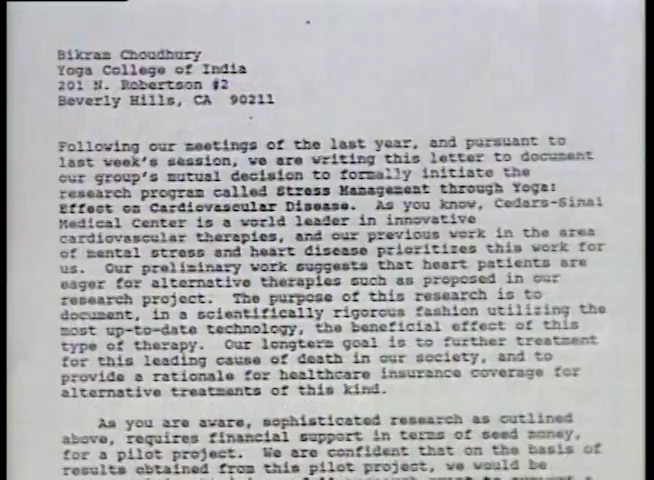 Bikram Choudhury
Yoga College of India
201 N. Robertson #2
Beverly Hills, CA 90211
Following our meetings of the last year, and pursuant to
last week's session, we are writing this letter to document
our group's mutual decision to formally initiate the
research program called Stress Management through Yoga:
Effect on Cardiovascular Disease. As you know, Cedars-Sinai
Medical Center is a world leader in innovative
cardiovascular therapies, and our previous work in the area
of mental stress and heart disease prioritizes this work for
us. Our preliminary work suggests that heart patients are
eager for alternative therapies such as proposed in our
research project. The purpose of this research is to
document, in a scientifically rigorous fashion utilizing the
most up-to-date technology, the beneficial effect of this
type of therapy. Our longterm goal is to further treatment
for this leading cause of death in our society, and to
provide a rationale for healthcare insurance coverage for
alternative treatments of this kind.
As you are aware, sophisticated research as outlined
above, requires financial support in terms of seed money,
for a pilot project. We are confident that on the basis of
results obtained from this pilot project, we would be